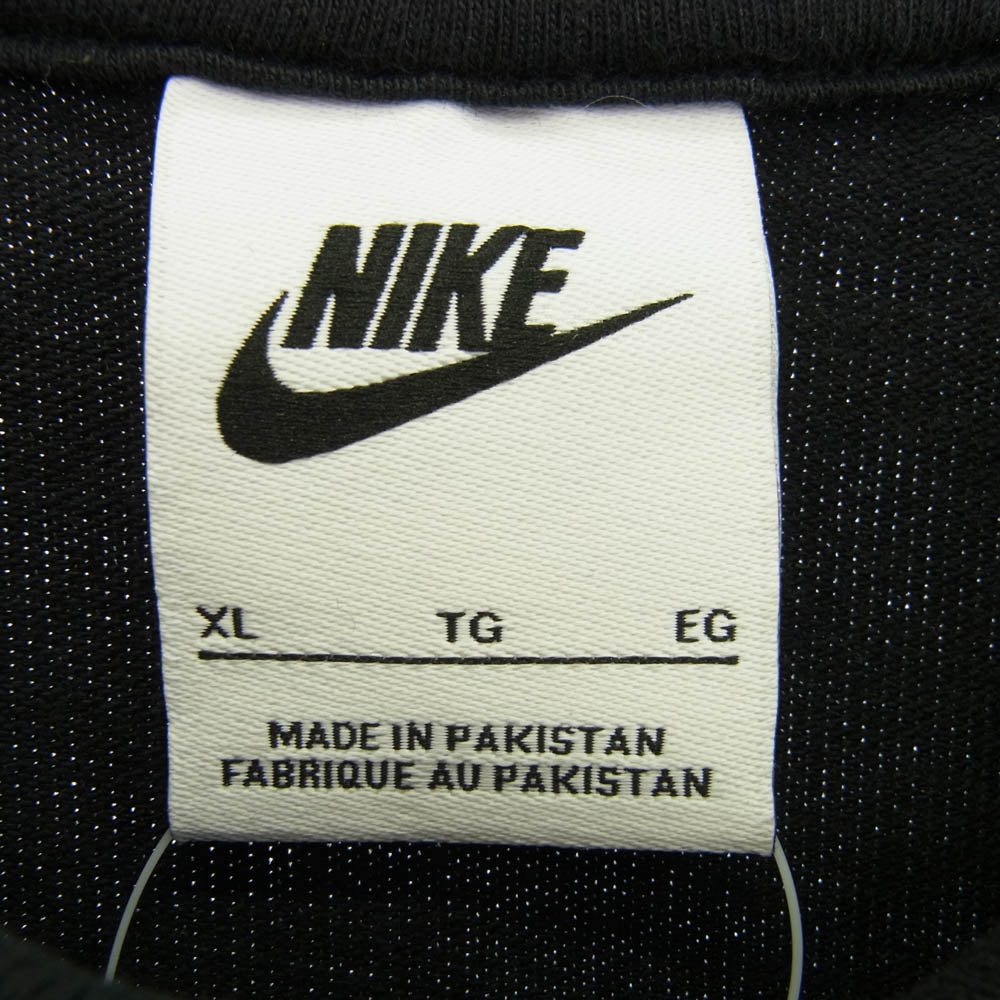 NIKE
XL TG EG
MADE IN PAKISTAN
FABRIQUE AU PAKISTAN